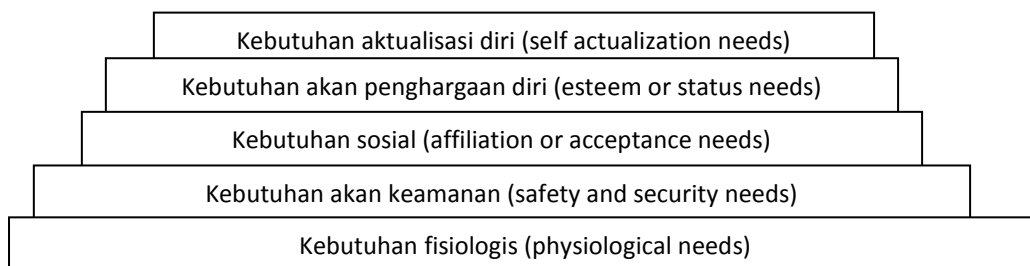 Kebutuhan aktualisasi diri (self actualization needs)
Kebutuhan akan penghargaan diri (esteem or status needs)
Kebutuhan sosial (affiliation or acceptance needs)
Kebutuhan akan keamanan (safety and security needs)
Kebutuhan fisiologis (physiological needs)